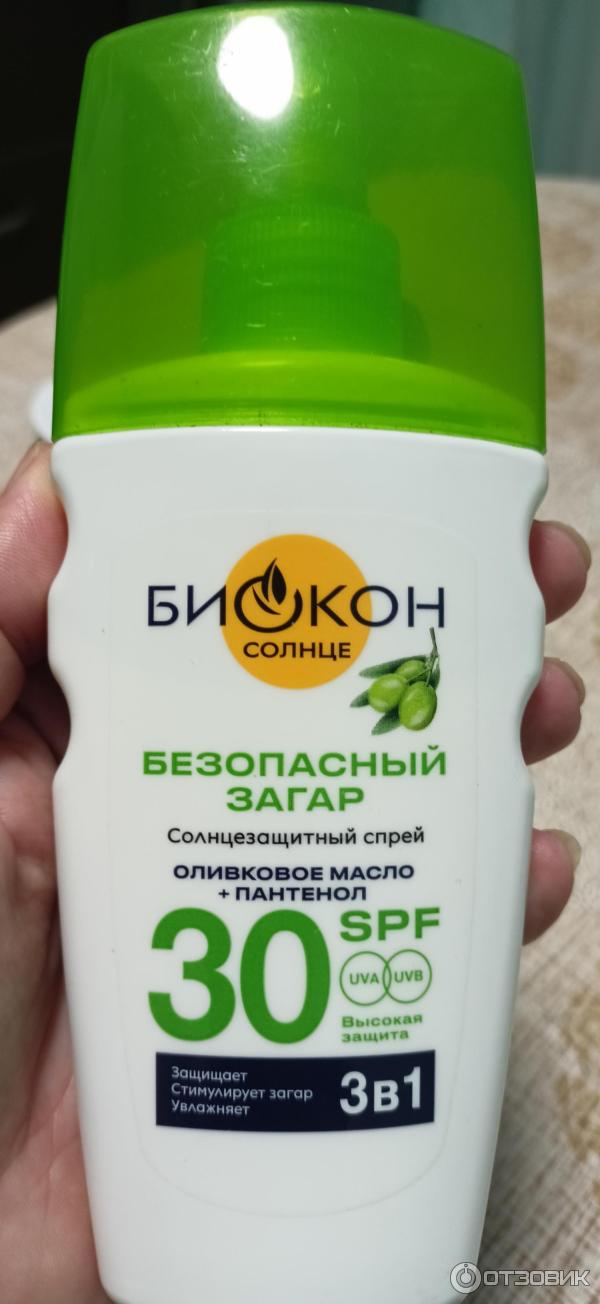 БИОКОН
СОЛНЦЕ
БЕЗОПАСНЫЙ
ЗАГАР
Солнцезащитный спрей
ОЛИВКОВОЕ МАСЛО
+ ПАНТЕНОЛ
30 SPF
UVA UVB
Высокая
защита
Защищает
Стимулирует загар
Увлажняет
3в1
ОТЗОВИК